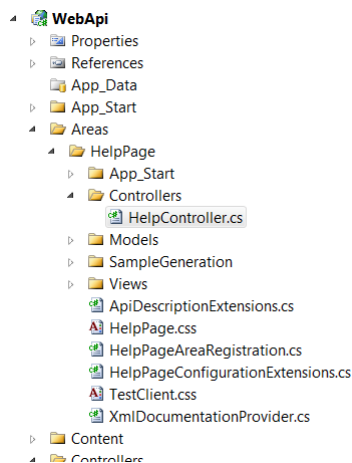 WebApi
Properties
References
App_Data
App_Start
Areas
HelpPage
App_Start
Controllers
HelpController.cs
Models
SampleGeneration
Views
ApiDescriptionExtensions.cs
HelpPage.css
HelpPageAreaRegistration.cs
HelpPageConfigurationExtensions.cs
TestClient.css
XmlDocumentationProvider.cs
Content
Controllers